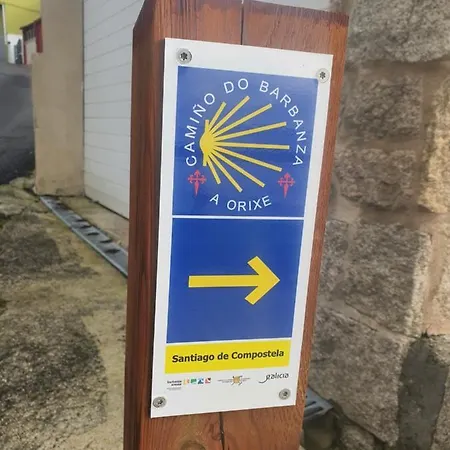 CAMIÑO DO BARBANZA
A ORIXE
Santiago de Compostela
galicia